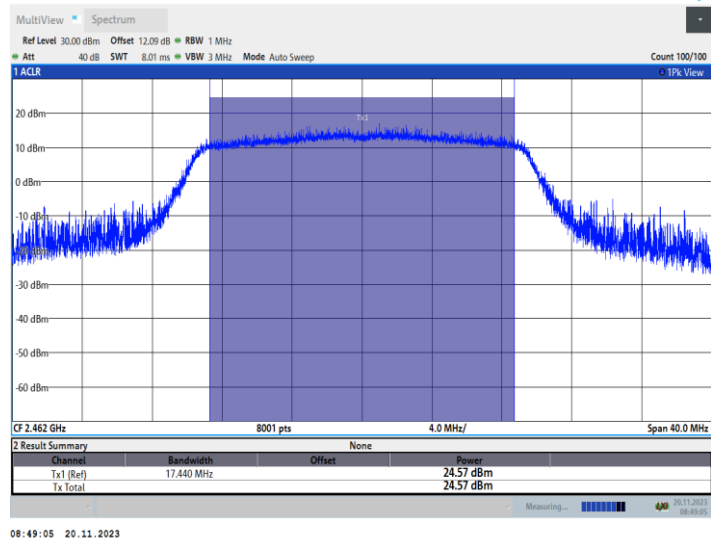 MultiView Spectrum
Ref Level 30.00 dBm Offset 12.09 dB RBW 1 MHz
Att 40 dB SWT 8.01 ms VBW 3 MHz Mode Auto Sweep Count 100/100
1 ACLR 1Pk View
Tx1
20 dBm
10 dBm
0 dBm
-10 dBm
-30 dBm
-40 dBm
-50 dBm
-60 dBm
CF 2.462 GHz 8001 pts 4.0 MHz/ Span 40.0 MHz
2 Result Summary None
Channel Bandwidth Offset Power
Tx1 (Ref) 17.440 MHz 24.57 dBm
Tx Total 24.57 dBm
Measuring... 20.11.2023
08:49:05
08:49:05 20.11.2023